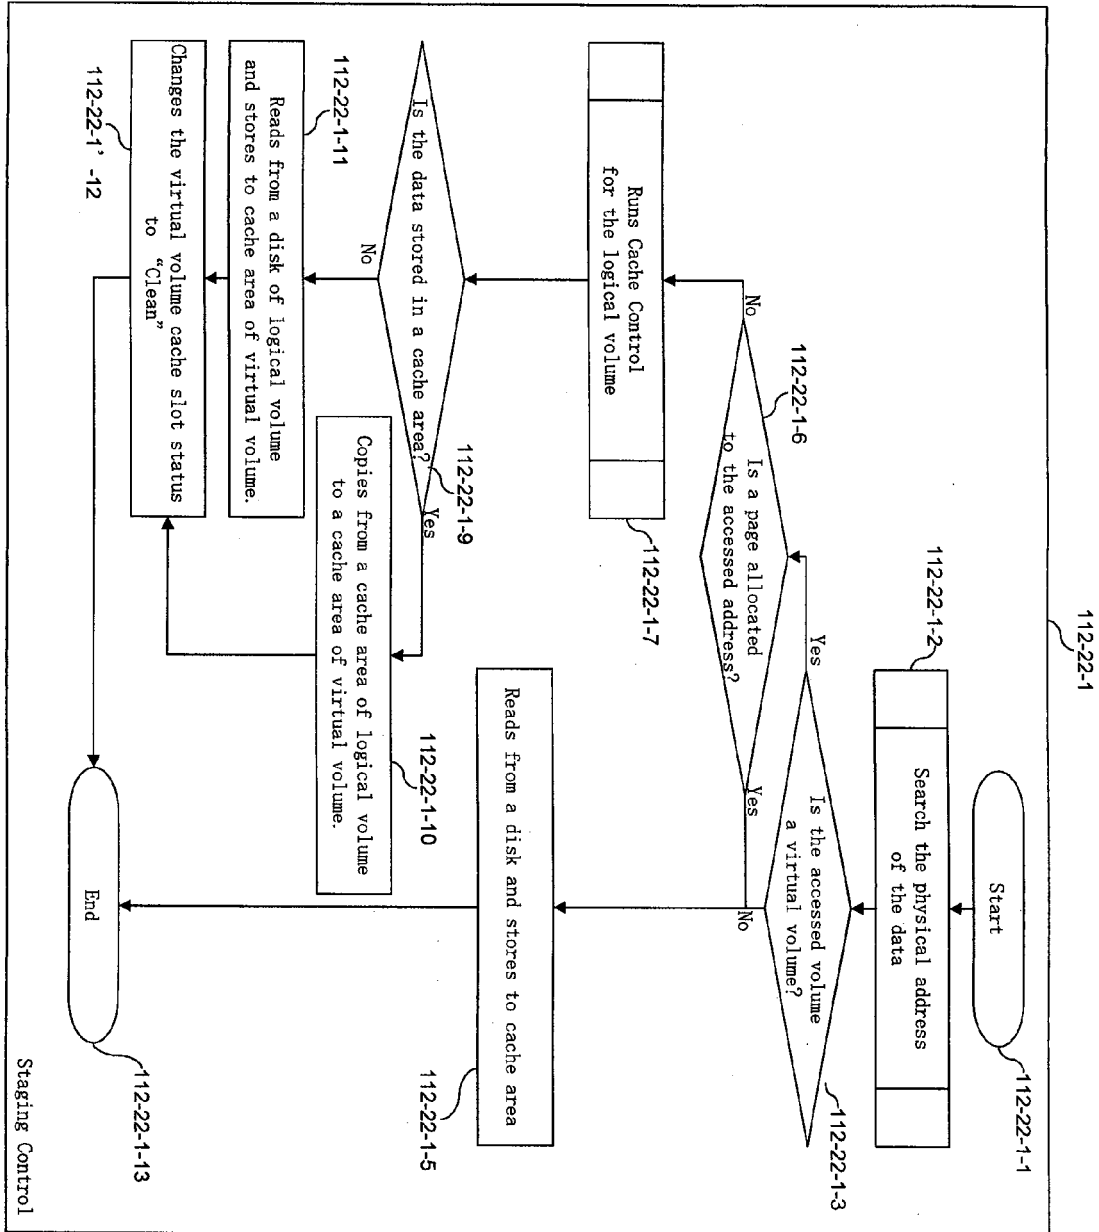 112-22-1
Start
112-22-1-1
112-22-1-2
Search the physical address
of the data
Is the accessed volume
a virtual volume?
112-22-1-3
Yes
No
112-22-1-6
Is a page allocated
to the accessed address?
No
Yes
Runs Cache Control
for the logical volume
112-22-1-7
Reads from a disk and stores to cache area
112-22-1-5
Is the data stored in a cache area?
112-22-1-9
No
Yes
Copies from a cache area of logical volume
to a cache area of virtual volume.
112-22-1-10
112-22-1-11
Reads from a disk of logical volume
and stores to cache area of virtual volume.
Changes the virtual volume cache slot status
to “Clean”
112-22-1’ -12
End
112-22-1-13
Staging Control